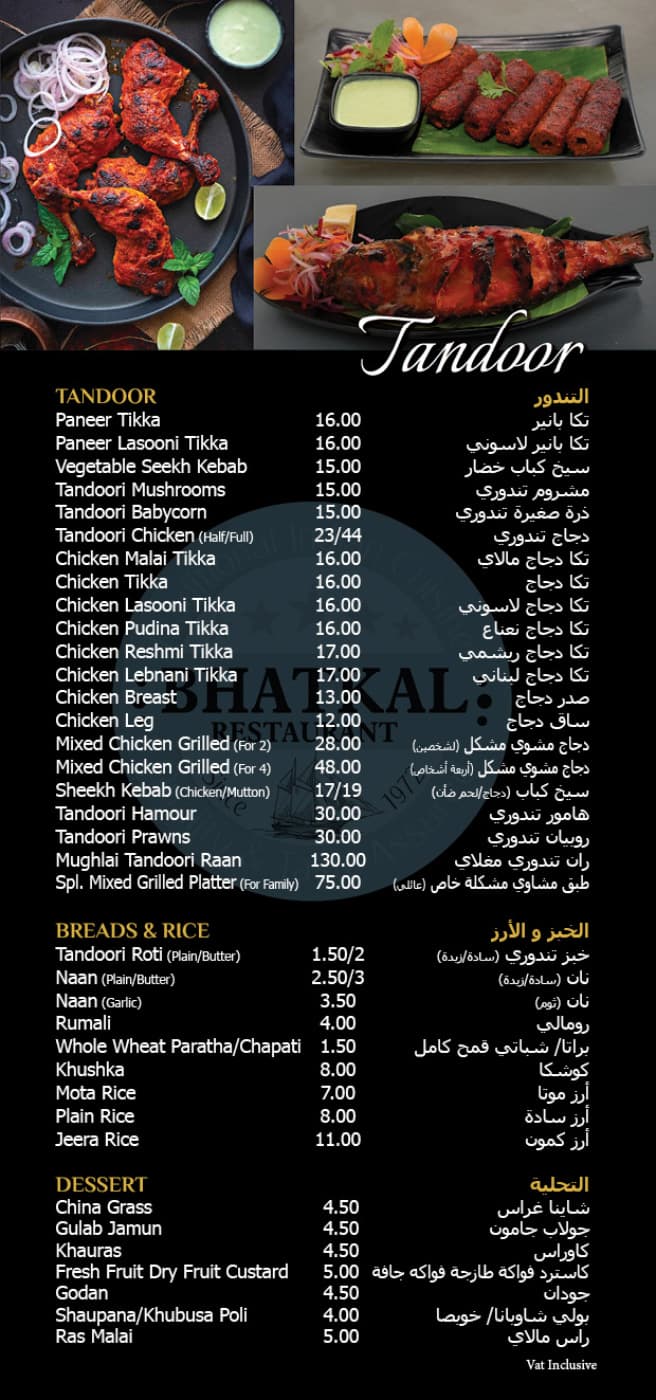 Tandoor
TANDOOR التندور
Paneer Tikka 16.00 تكا بانير
Paneer Lasooni Tikka 16.00 تكا بانير لاسوني
Vegetable Seekh Kebab 15.00 سيخ كباب خضار
Tandoori Mushrooms 15.00 مشروم تندوري
Tandoori Babycorn 15.00 ذرة صغيرة تندوري
Tandoori Chicken (Half/Full) 23/44 دجاج تندوري
Chicken Malai Tikka 16.00 تكا دجاج مالاي
Chicken Tikka 16.00 تكا دجاج
Chicken Lasooni Tikka 16.00 تكا دجاج لاسوني
Chicken Pudina Tikka 16.00 تكا دجاج نعناع
Chicken Reshmi Tikka 17.00 تكا دجاج ريشمي
Chicken Lebnani Tikka 17.00 تكا دجاج لبناني
Chicken Breast 13.00 صدر دجاج
Chicken Leg 12.00 ساق دجاج
Mixed Chicken Grilled (For 2) 28.00 دجاج مشوي مشكل (لشخصين)
Mixed Chicken Grilled (For 4) 48.00 دجاج مشوي مشكل (أربعة أشخاص)
Sheekh Kebab (Chicken/Mutton) 17/19 سيخ كباب (دجاج/لحم ضأن)
Tandoori Hamour 30.00 هامور تندوري
Tandoori Prawns 30.00 روبيان تندوري
Mughlai Tandoori Raan 130.00 ران تندوري مغلاي
Spl. Mixed Grilled Platter (For Family) 75.00 طبق مشاوي مشكلة خاص (عائلي)
BHATKAL
RESTAURANT
Since 1977
BREADS & RICE الخبز و الأرز
Tandoori Roti (Plain/Butter) 1.50/2 خبز تندوري (سادة/زبدة)
Naan (Plain/Butter) 2.50/3 نان (سادة/زبدة)
Naan (Garlic) 3.50 نان (ثوم)
Rumali 4.00 رومالي
Whole Wheat Paratha/Chapati 1.50 براتا/ شباتي قمح كامل
Khushka 8.00 كوشكا
Mota Rice 7.00 أرز موتا
Plain Rice 8.00 أرز سادة
Jeera Rice 11.00 أرز كمون
DESSERT التحلية
China Grass 4.50 شاينا غراس
Gulab Jamun 4.50 جولاب جامون
Khauras 4.50 كاوراس
Fresh Fruit Dry Fruit Custard 5.00 كاسترد فواكة طازجة فواكه جافة
Godan 4.50 جودان
Shaupana/Khubusa Poli 4.00 بولي شاوبانا/ خوبصا
Ras Malai 5.00 راس مالاي
Vat Inclusive